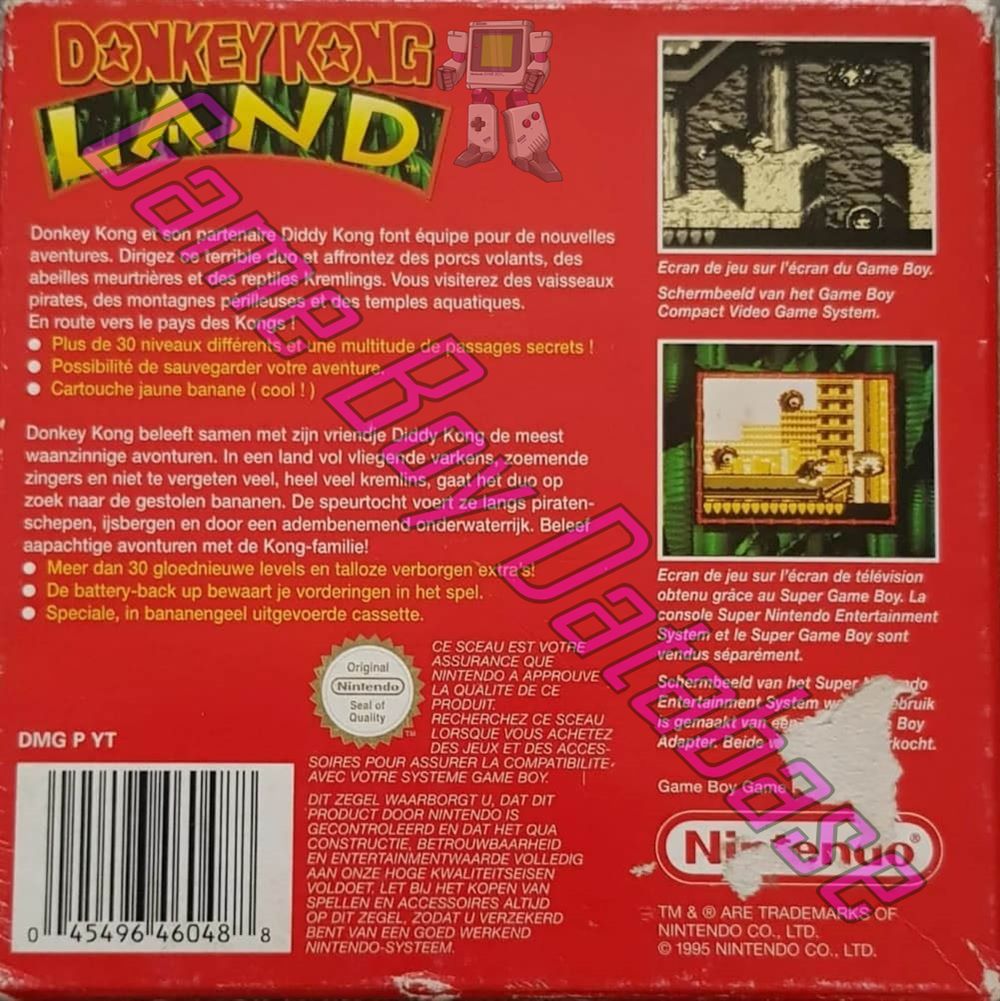 DONKEY KONG
LAND
TM
Donkey Kong et son partenaire Diddy Kong font équipe pour de nouvelles
aventures. Dirigez ce terrible duo et affrontez des porcs volants, des
abeilles meurtrières et des reptiles Kremlings. Vous visiterez des vaisseaux
pirates, des montagnes périlleuses et des temples aquatiques.
En route vers le pays des Kongs !
● Plus de 30 niveaux différents et une multitude de passages secrets !
● Possibilité de sauvegarder votre aventure.
● Cartouche jaune banane ( cool ! )
Donkey Kong beleeft samen met zijn vriendje Diddy Kong de meest
waanzinnige avonturen. In een land vol vliegende varkens, zoemende
zingers en niet te vergeten veel, heel veel kremlins, gaat het duo op
zoek naar de gestolen bananen. De speurtocht voert ze langs piraten-
schepen, ijsbergen en door een adembenemend onderwaterrijk. Beleef
aapachtige avonturen met de Kong-familie!
● Meer dan 30 gloednieuwe levels en talloze verborgen extra's!
● De battery-back up bewaart je vorderingen in het spel.
● Speciale, in bananengeel uitgevoerde cassette.
Original
Nintendo
Seal of
Quality
TM
CE SCEAU EST VOTRE
ASSURANCE QUE
NINTENDO A APPROUVE
LA QUALITE DE CE
PRODUIT.
RECHERCHEZ CE SCEAU
LORSQUE VOUS ACHETEZ
DES JEUX ET DES ACCES-
SOIRES POUR ASSURER LA COMPATIBILITE
AVEC VOTRE SYSTEME GAME BOY.
DIT ZEGEL WAARBORGT U, DAT DIT
PRODUCT DOOR NINTENDO IS
GECONTROLEERD EN DAT HET QUA
CONSTRUCTIE, BETROUWBAARHEID
EN ENTERTAINMENTWAARDE VOLLEDIG
AAN ONZE HOGE KWALITEITSEISEN
VOLDOET. LET BIJ HET KOPEN VAN
SPELLEN EN ACCESSOIRES ALTIJD
OP DIT ZEGEL, ZODAT U VERZEKERD
BENT VAN EEN GOED WERKEND
NINTENDO-SYSTEEM.
DMG P YT
0 45496 46048 8
Ecran de jeu sur l'écran du Game Boy.
Schermbeeld van het Game Boy
Compact Video Game System.
Ecran de jeu sur l'écran de télévision
obtenu grâce au Super Game Boy. La
console Super Nintendo Entertainment
System et le Super Game Boy sont
vendus séparément.
Schermbeeld van het Super
Entertainment System
is gemaakt van een Boy
Adapter. Beide
Game Boy Game
Nintendo®
TM & ® ARE TRADEMARKS OF
NINTENDO CO., LTD.
© 1995 NINTENDO CO., LTD.
Game Boy Database